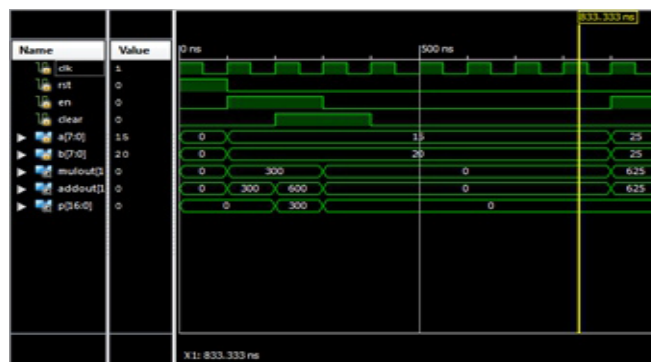 833.333 ns
Name Value 0 ns 500 ns
clk 1
rst 0
en 0
clear 0
a[7:0] 15 0 15 25
b[7:0] 20 0 20 25
mulout[1 0 0 300 0 625
addout[1 0 0 300 600 0 625
p[16:0] 0 0 300 0
X1: 833.333 ns